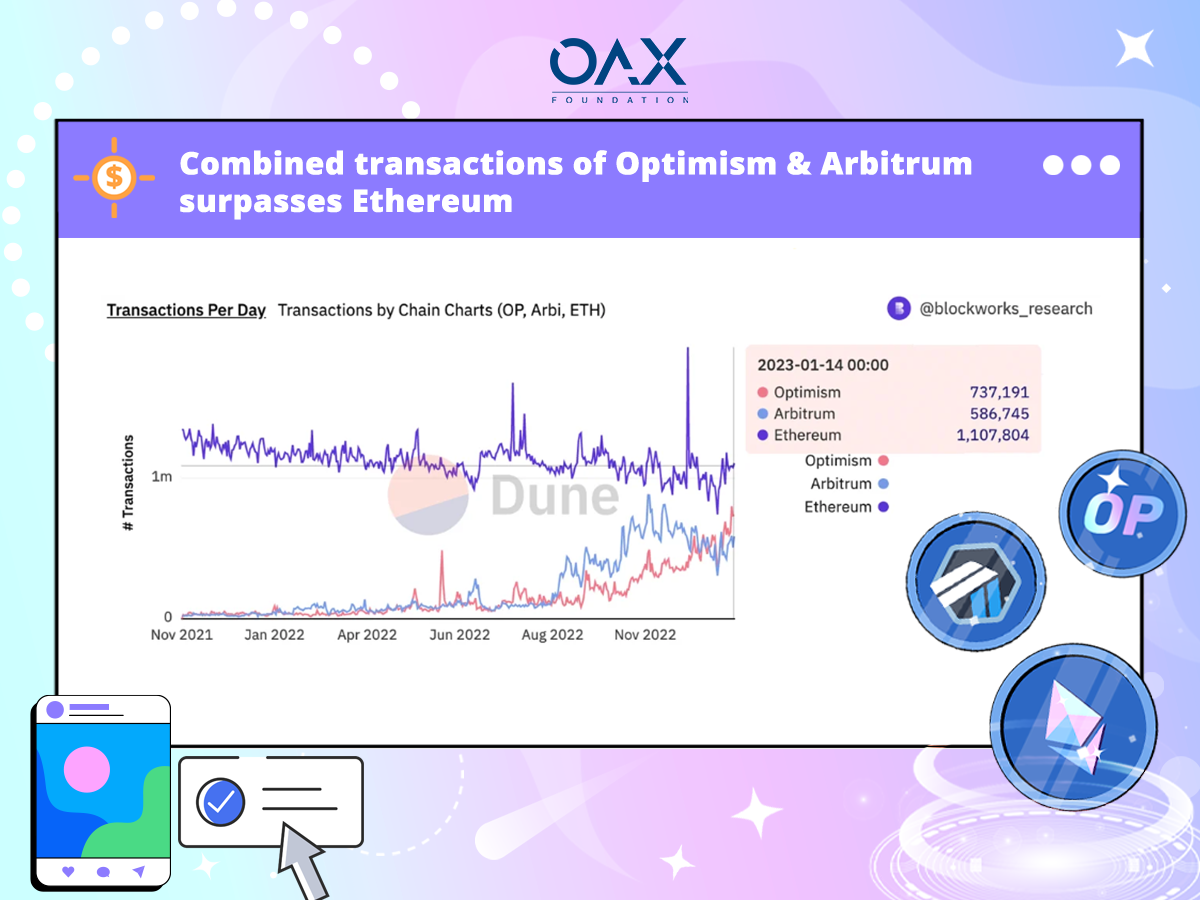 OAX
FOUNDATION
Combined transactions of Optimism & Arbitrum
surpasses Ethereum
Transactions Per Day Transactions by Chain Charts (OP, Arbi, ETH)
@blockworks_research
2023-01-14 00:00
Optimism 737,191
Arbitrum 586,745
Ethereum 1,107,804
Optimism
Arbitrum
Ethereum
# Transactions
1m
0
Dune
Nov 2021 Jan 2022 Apr 2022 Jun 2022 Aug 2022 Nov 2022
OP
$
B